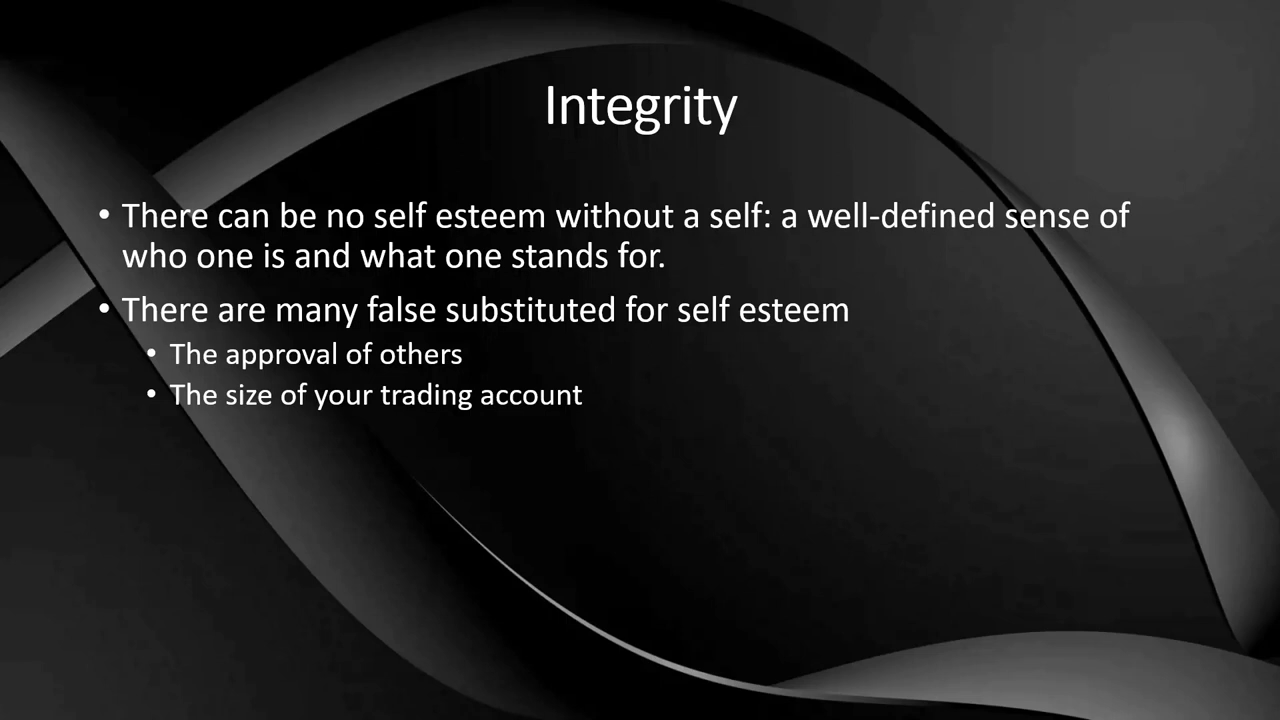 Integrity
• There can be no self esteem without a self: a well-defined sense of
who one is and what one stands for.
• There are many false substituted for self esteem
• The approval of others
• The size of your trading account